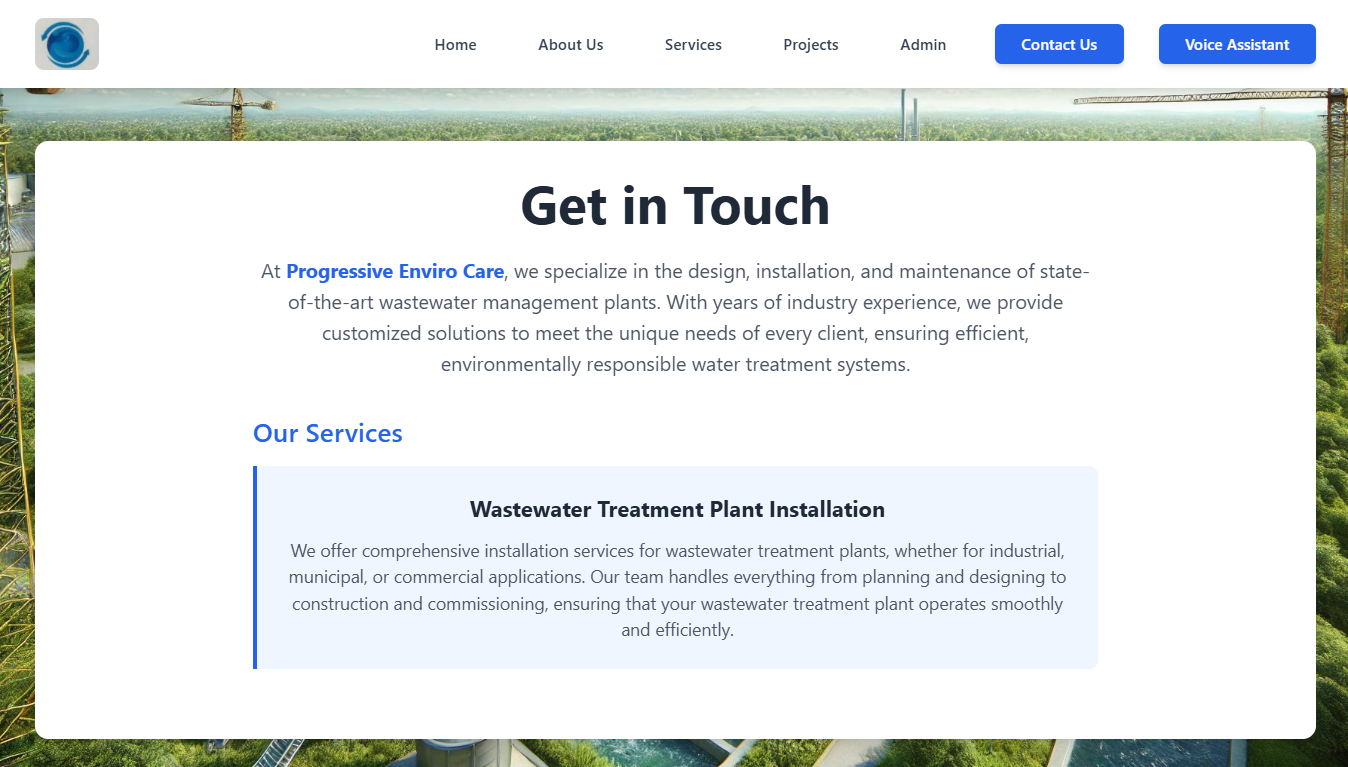 Home
About Us
Services
Projects
Admin
Contact Us
Voice Assistant
Get in Touch
At Progressive Enviro Care, we specialize in the design, installation, and maintenance of state-
of-the-art wastewater management plants. With years of industry experience, we provide
customized solutions to meet the unique needs of every client, ensuring efficient,
environmentally responsible water treatment systems.
Our Services
Wastewater Treatment Plant Installation
We offer comprehensive installation services for wastewater treatment plants, whether for industrial,
municipal, or commercial applications. Our team handles everything from planning and designing to
construction and commissioning, ensuring that your wastewater treatment plant operates smoothly
and efficiently.